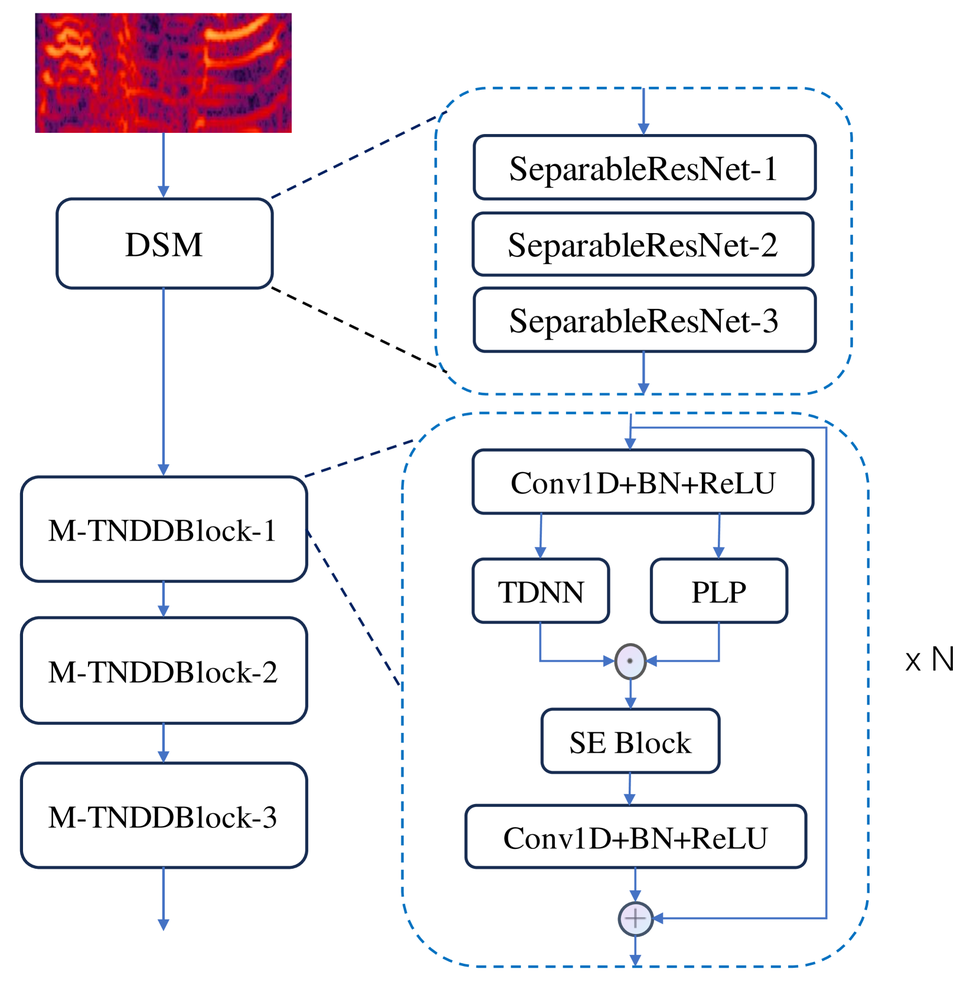 DSM
M-TNDDBlock-1
M-TNDDBlock-2
M-TNDDBlock-3
SeparableResNet-1
SeparableResNet-2
SeparableResNet-3
Conv1D+BN+ReLU
TDNN
PLP
SE Block
Conv1D+BN+ReLU
x N